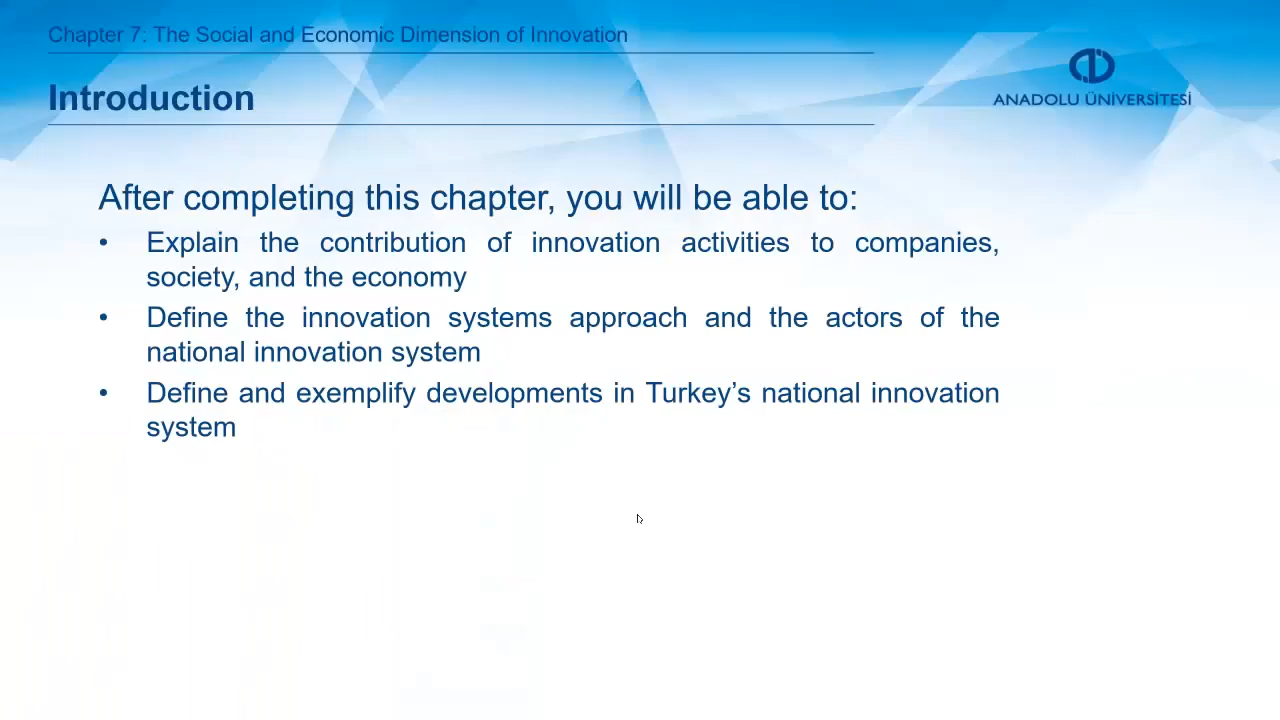 Chapter 7: The Social and Economic Dimension of Innovation
Introduction
ANADOLU ÜNİVERSİTESİ
After completing this chapter, you will be able to:
• Explain the contribution of innovation activities to companies,
society, and the economy
• Define the innovation systems approach and the actors of the
national innovation system
• Define and exemplify developments in Turkey’s national innovation
system